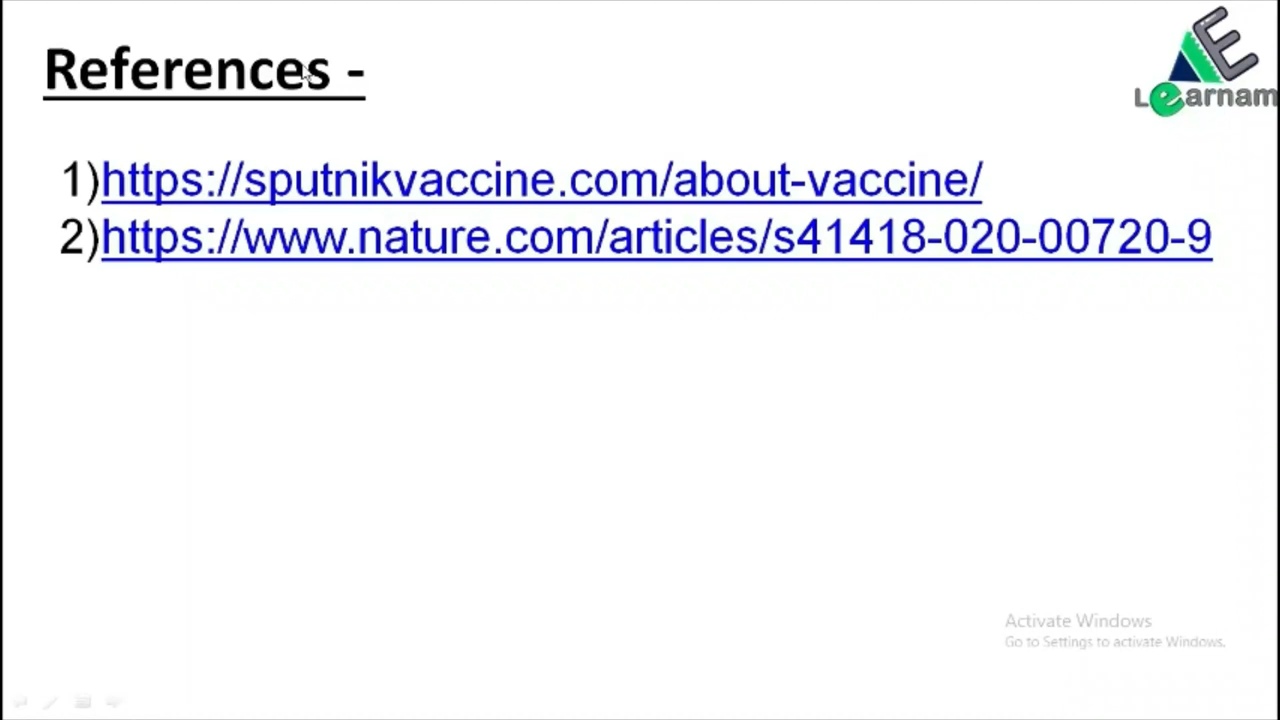 References -
Learnam
1)https://sputnikvaccine.com/about-vaccine/
2)https://www.nature.com/articles/s41418-020-00720-9
Activate Windows
Go to Settings to activate Windows.